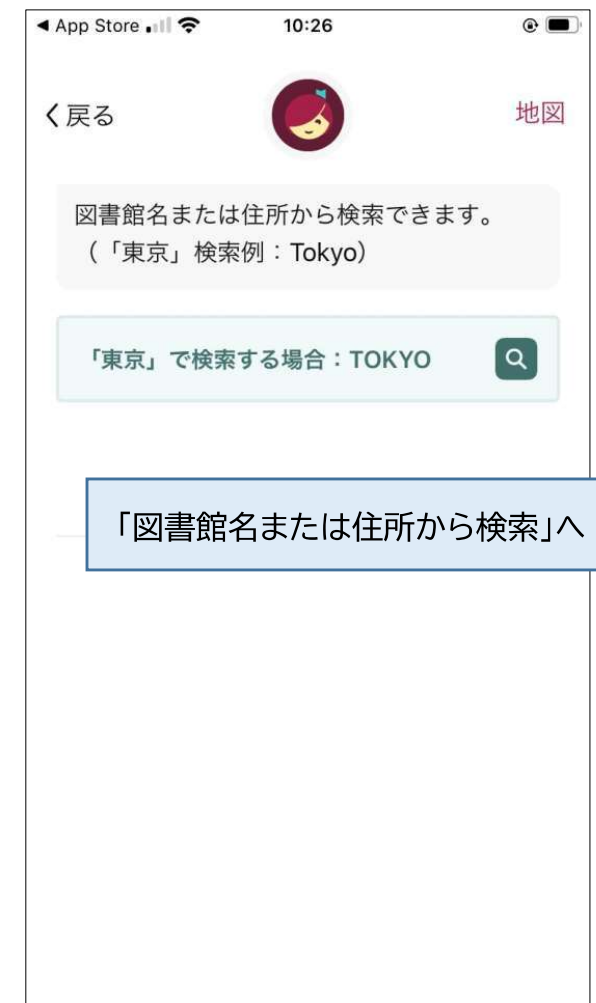 ◀ App Store 10:26
戻る 地図
図書館名または住所から検索できます。
（「東京」検索例：Tokyo）
「東京」で検索する場合：TOKYO
「図書館名または住所から検索」へ